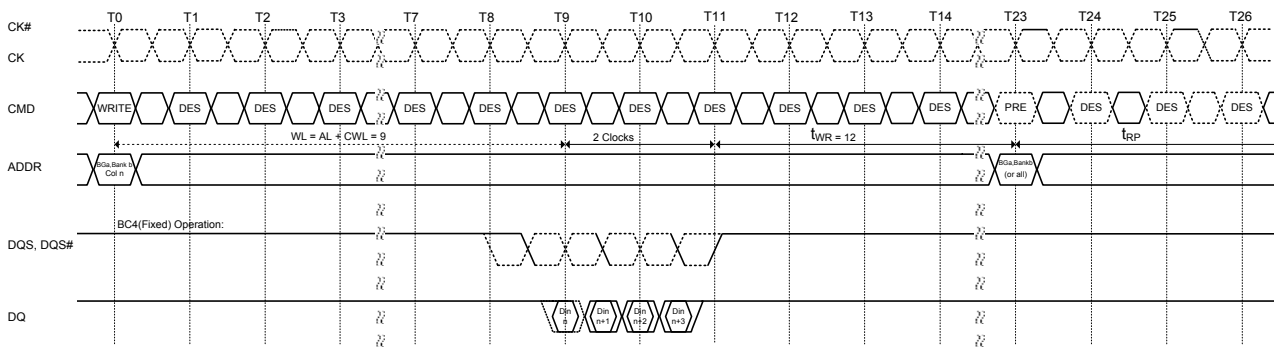 T0 T1 T2 T3 T7 T8 T9 T10 T11 T12 T13 T14 T23 T24 T25 T26
CK#
CK
CMD WRITE DES DES DES DES DES DES DES DES DES DES DES PRE DES DES DES
WL = AL + CWL = 9 2 Clocks tWR = 12 tRP
ADDR
BGa,Bank b
Col n
BGa,Bankb
(or all)
BC4(Fixed) Operation:
DQS, DQS#
DQ
Din
n
Din
n+1
Din
n+2
Din
n+3